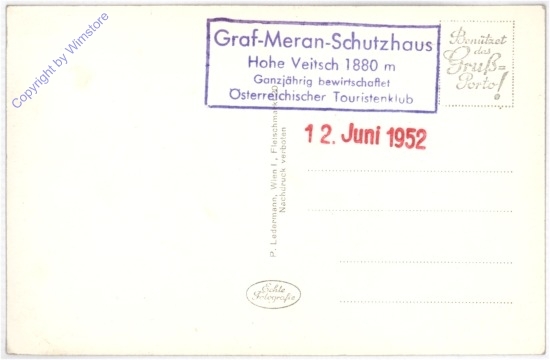 Graf-Meran-Schutzhaus
Hohe Veitsch 1880 m
Ganzjährig bewirtschaftet
Österreichischer Touristenklub
Benützet
das
Gruß-
Porto!
12. Juni 1952
P. Ledermann, Wien I., Fleischmarkt
Nachdruck verboten
Echte
Fotografie
Copyright by Wimstore